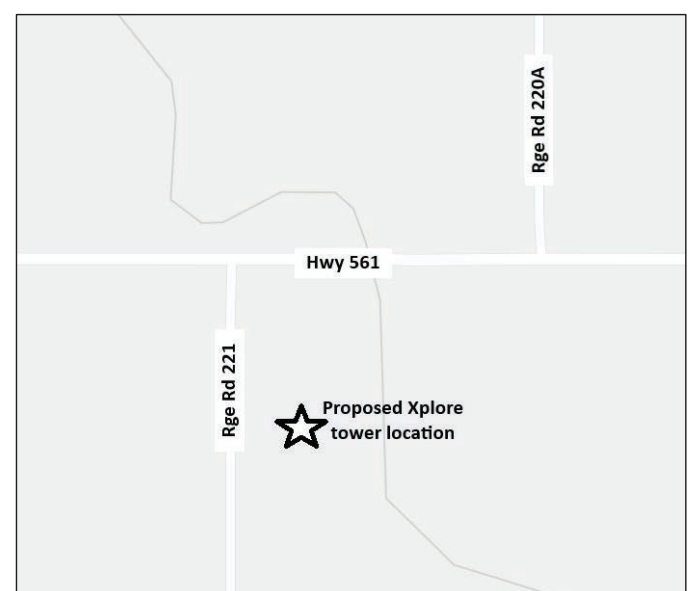 Rge Rd 220A
Hwy 561
Rge Rd 221
Proposed Xplore
tower location